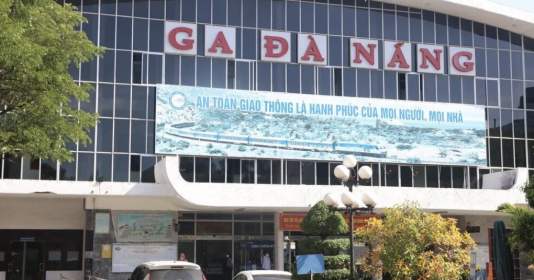 GA ĐÀ NẴNG
AN TOÀN GIAO THÔNG LÀ HẠNH PHÚC CỦA MỌI NGƯỜI, MỌI NHÀ